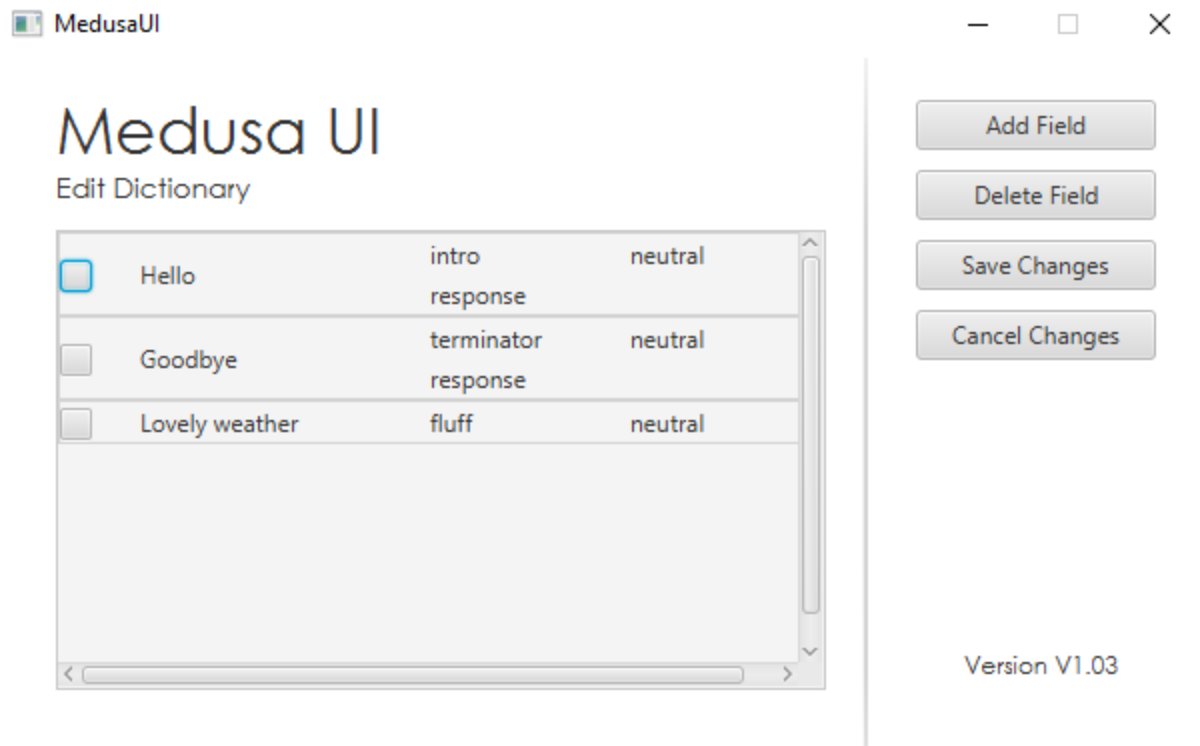 MedusaUI
Medusa UI
Edit Dictionary
Hello intro neutral
response
Goodbye terminator neutral
response
Lovely weather fluff neutral
Add Field
Delete Field
Save Changes
Cancel Changes
Version V1.03